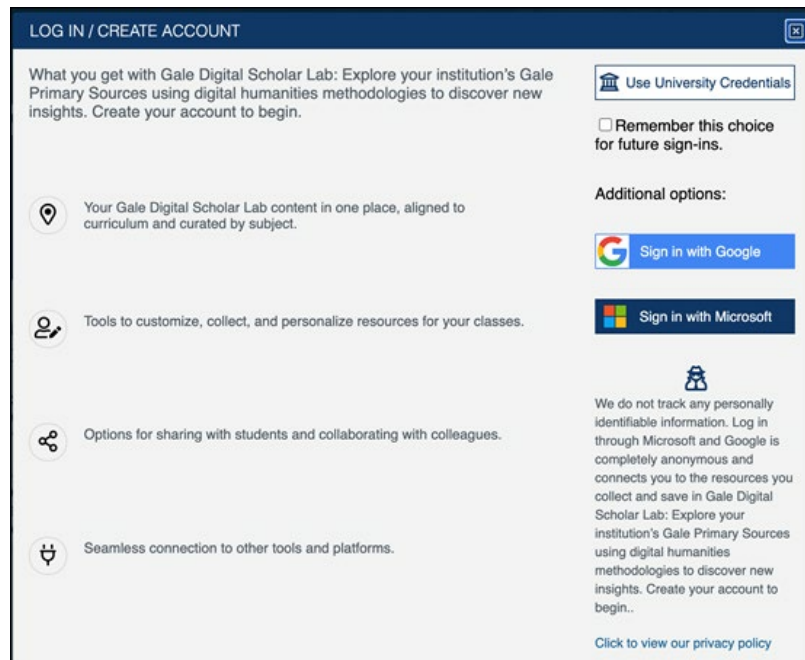 LOG IN / CREATE ACCOUNT
What you get with Gale Digital Scholar Lab: Explore your institution's Gale
Primary Sources using digital humanities methodologies to discover new
insights. Create your account to begin.
Your Gale Digital Scholar Lab content in one place, aligned to
curriculum and curated by subject.
Tools to customize, collect, and personalize resources for your classes.
Options for sharing with students and collaborating with colleagues.
Seamless connection to other tools and platforms.
Use University Credentials
Remember this choice
for future sign-ins.
Additional options:
Sign in with Google
Sign in with Microsoft
We do not track any personally
identifiable information. Log in
through Microsoft and Google is
completely anonymous and
connects you to the resources you
collect and save in Gale Digital
Scholar Lab: Explore your
institution's Gale Primary Sources
using digital humanities
methodologies to discover new
insights. Create your account to
begin..
Click to view our privacy policy